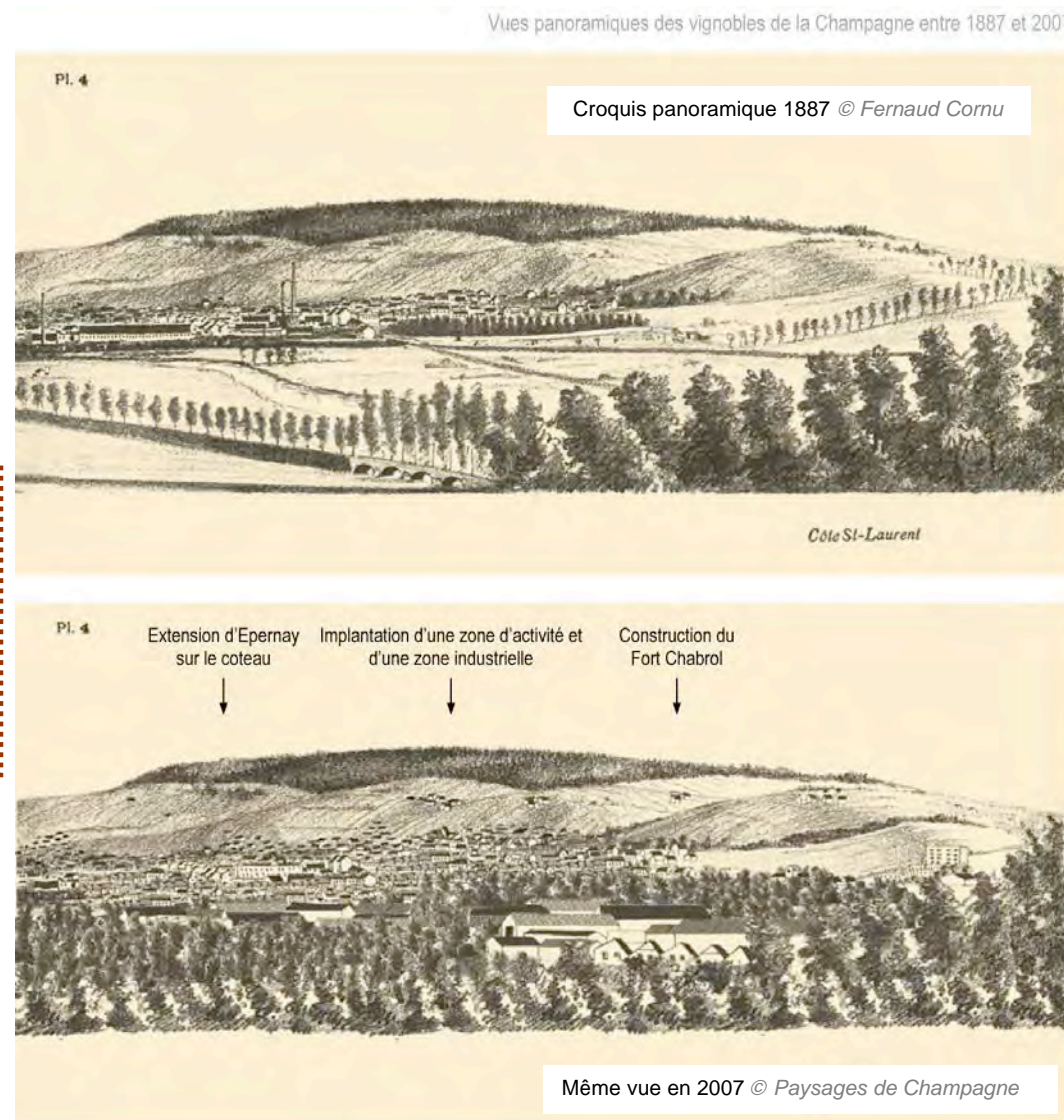 Vues panoramiques des vignobles de la Champagne entre 1887 et 200
Pl. 4
Croquis panoramique 1887 © Fernaud Cornu
Côte St-Laurent
Pl. 4
Extension d'Epernay
sur le coteau
Implantation d'une zone d'activité et
d'une zone industrielle
Construction du
Fort Chabrol
Même vue en 2007 © Paysages de Champagne